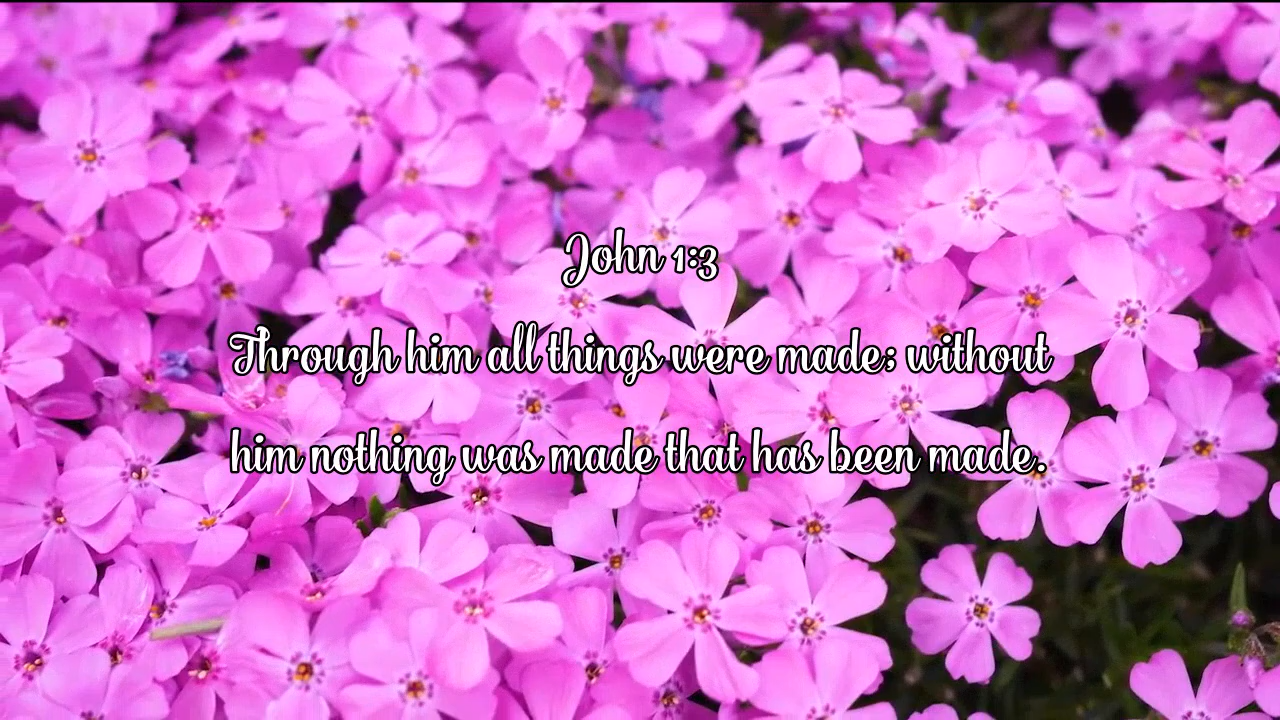 John 1:3
Through him all things were made; without
him nothing was made that has been made.